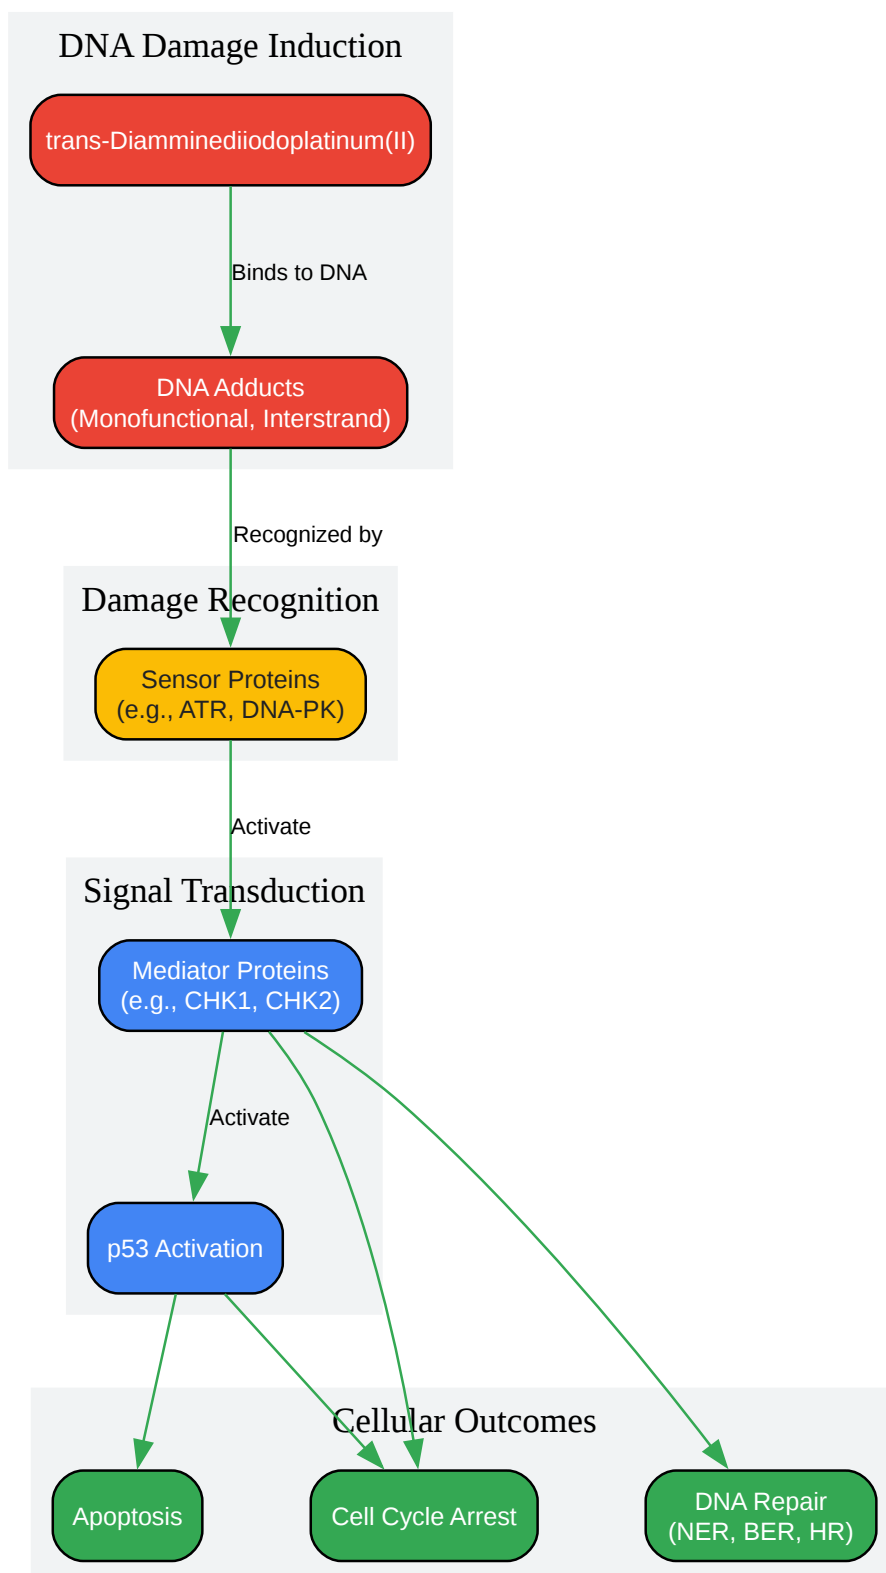 DNA Damage Induction
trans-Diamminediiodoplatinum(II)
Binds to DNA
DNA Adducts
(Monofunctional, Interstrand)
Recognized by
Damage Recognition
Sensor Proteins
(e.g., ATR, DNA-PK)
Activate
Signal Transduction
Mediator Proteins
(e.g., CHK1, CHK2)
Activate
p53 Activation
Cellular Outcomes
Apoptosis
Cell Cycle Arrest
DNA Repair
(NER, BER, HR)